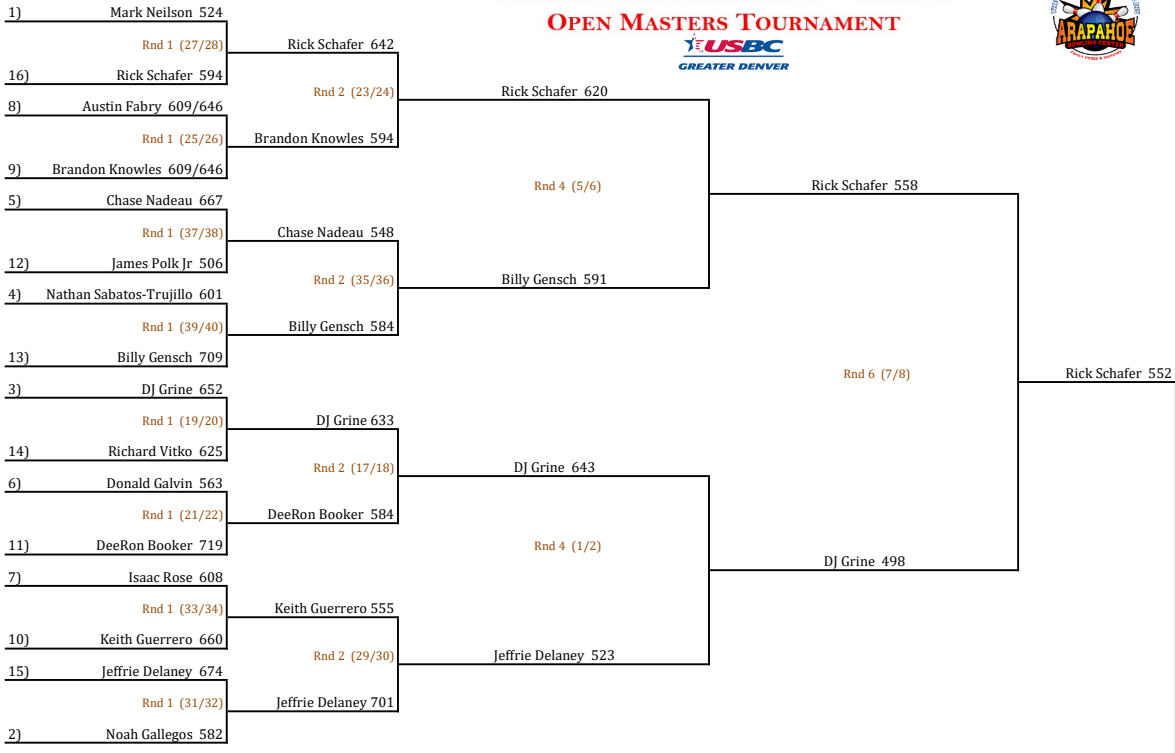 OPEN MASTERS TOURNAMENT
USBC
GREATER DENVER
ARAPAHOE
BOWLING CENTER
1) Mark Neilson 524
Rnd 1 (27/28)
16) Rick Schafer 594
8) Austin Fabry 609/646
Rnd 1 (25/26)
9) Brandon Knowles 609/646
5) Chase Nadeau 667
Rnd 1 (37/38)
12) James Polk Jr 506
4) Nathan Sabatos-Trujillo 601
Rnd 1 (39/40)
13) Billy Gensch 709
3) DJ Grine 652
Rnd 1 (19/20)
14) Richard Vitko 625
6) Donald Galvin 563
Rnd 1 (21/22)
11) DeeRon Booker 719
7) Isaac Rose 608
Rnd 1 (33/34)
10) Keith Guerrero 660
15) Jeffrie Delaney 674
Rnd 1 (31/32)
2) Noah Gallegos 582
Rick Schafer 642
Rnd 2 (23/24)
Brandon Knowles 594
Chase Nadeau 548
Rnd 2 (35/36)
Billy Gensch 584
DJ Grine 633
Rnd 2 (17/18)
DeeRon Booker 584
Keith Guerrero 555
Rnd 2 (29/30)
Jeffrie Delaney 701
Rick Schafer 620
Rnd 4 (5/6)
Billy Gensch 591
DJ Grine 643
Rnd 4 (1/2)
Jeffrie Delaney 523
Rick Schafer 558
Rnd 6 (7/8)
DJ Grine 498
Rick Schafer 552